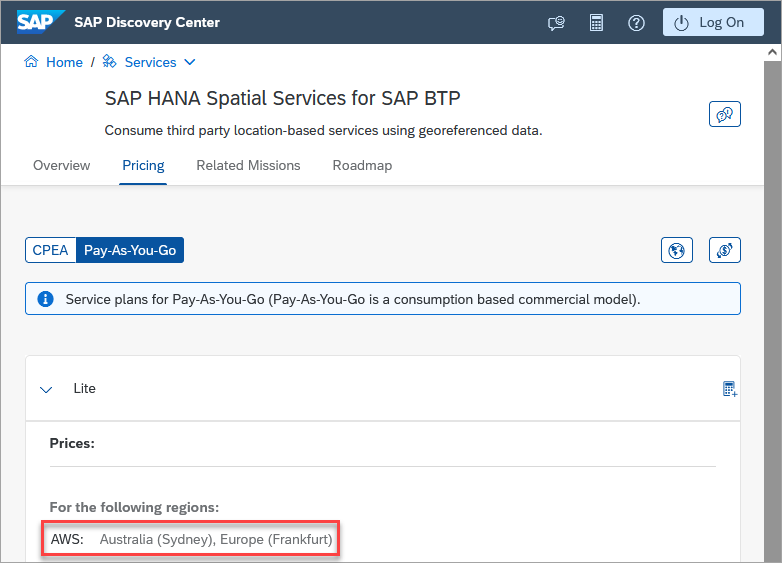 SAP SAP Discovery Center Log On
Home / Services
SAP HANA Spatial Services for SAP BTP
Consume third party location-based services using georeferenced data.
Overview Pricing Related Missions Roadmap
CPEA Pay-As-You-Go
Service plans for Pay-As-You-Go (Pay-As-You-Go is a consumption based commercial model).
Lite
Prices:
For the following regions:
AWS: Australia (Sydney), Europe (Frankfurt)